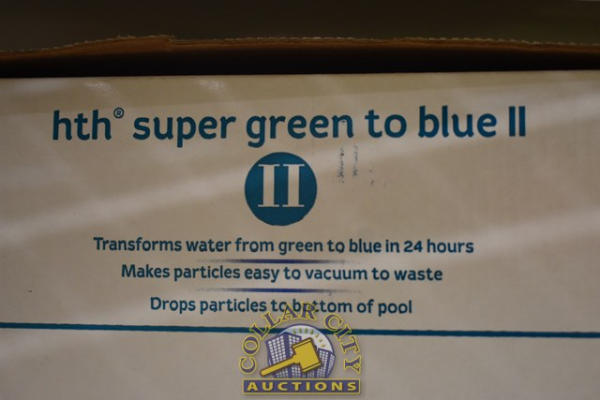 hth® super green to blue II
II
Transforms water from green to blue in 24 hours
Makes particles easy to vacuum to waste
Drops particles to bottom of pool
COLLAR CITY
AUCTIONS